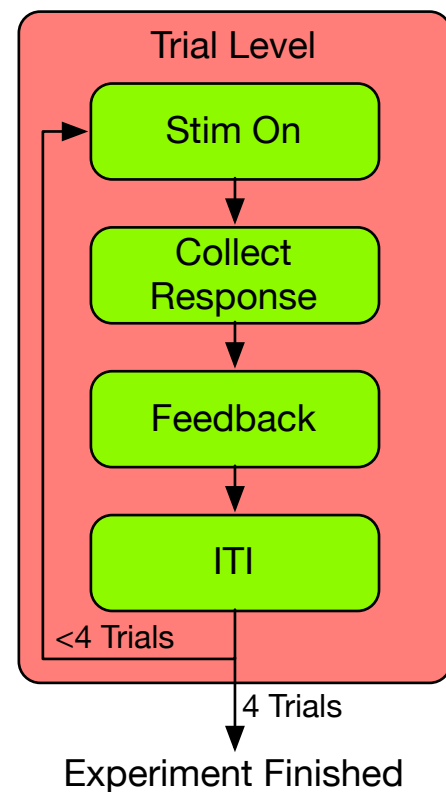 Trial Level
Stim On
Collect
Response
Feedback
ITI
<4 Trials
4 Trials
Experiment Finished